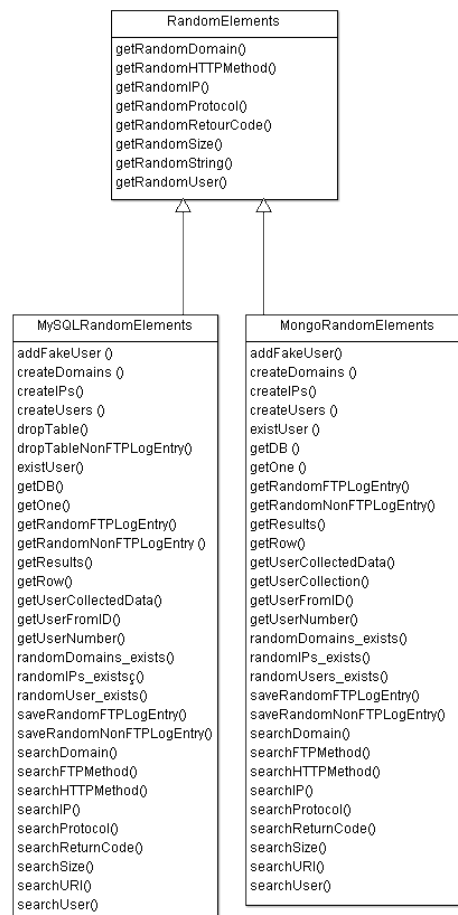 RandomElements
getRandomDomain()
getRandomHTTPMethod()
getRandomIP()
getRandomProtocol()
getRandomRetourCode()
getRandomSize()
getRandomString()
getRandomUser()
MySQLRandomElements
addFakeUser ()
createDomains ()
createIPs()
createUsers ()
dropTable()
dropTableNonFTPLogEntry()
existUser()
getDB()
getOne()
getRandomFTPLogEntry()
getRandomNonFTPLogEntry ()
getResults()
getRow()
getUserCollectedData()
getUserFromID()
getUserNumber()
randomDomains_exists()
randomIPs_existsç()
randomUser_exists()
saveRandomFTPLogEntry()
saveRandomNonFTPLogEntry()
searchDomain()
searchFTPMethod()
searchHTTPMethod()
searchIP()
searchProtocol()
searchReturnCode()
searchSize()
searchURI()
searchUser()
MongoRandomElements
addFakeUser()
createDomains ()
createIPs()
createUsers ()
existUser ()
getDB ()
getOne ()
getRandomFTPLogEntry()
getRandomNonFTPLogEntry()
getResults()
getRow()
getUserCollectedData()
getUserCollection()
getUserFromID()
getUserNumber()
randomDomains_exists()
randomIPs_exists()
randomUsers_exists()
saveRandomFTPLogEntry()
saveRandomNonFTPLogEntry()
searchDomain()
searchFTPMethod()
searchHTTPMethod()
searchIP()
searchProtocol()
searchReturnCode()
searchSize()
searchURI()
searchUser()